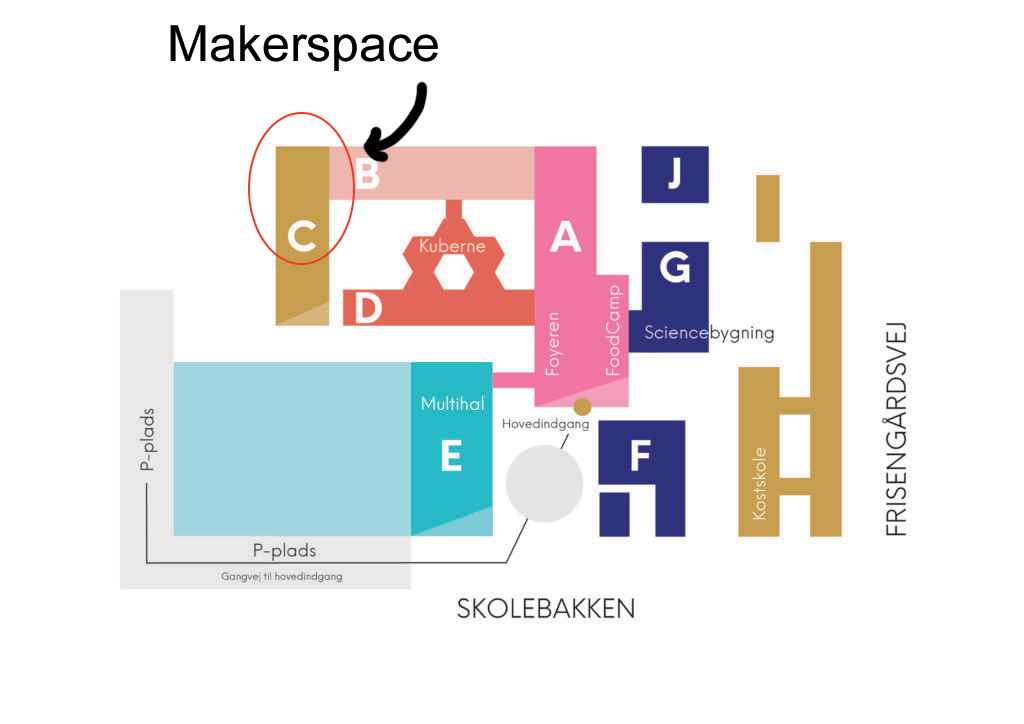 Makerspace
B
J
C
A
Kuberne
G
D
Foyeren
FoodCamp
Sciencebygning
Multihal
Hovedindgang
P-plads
E
F
Kostskole
FRISENGÅRDSVEJ
P-plads
Gangvej til hovedindgang
SKOLEBAKKEN